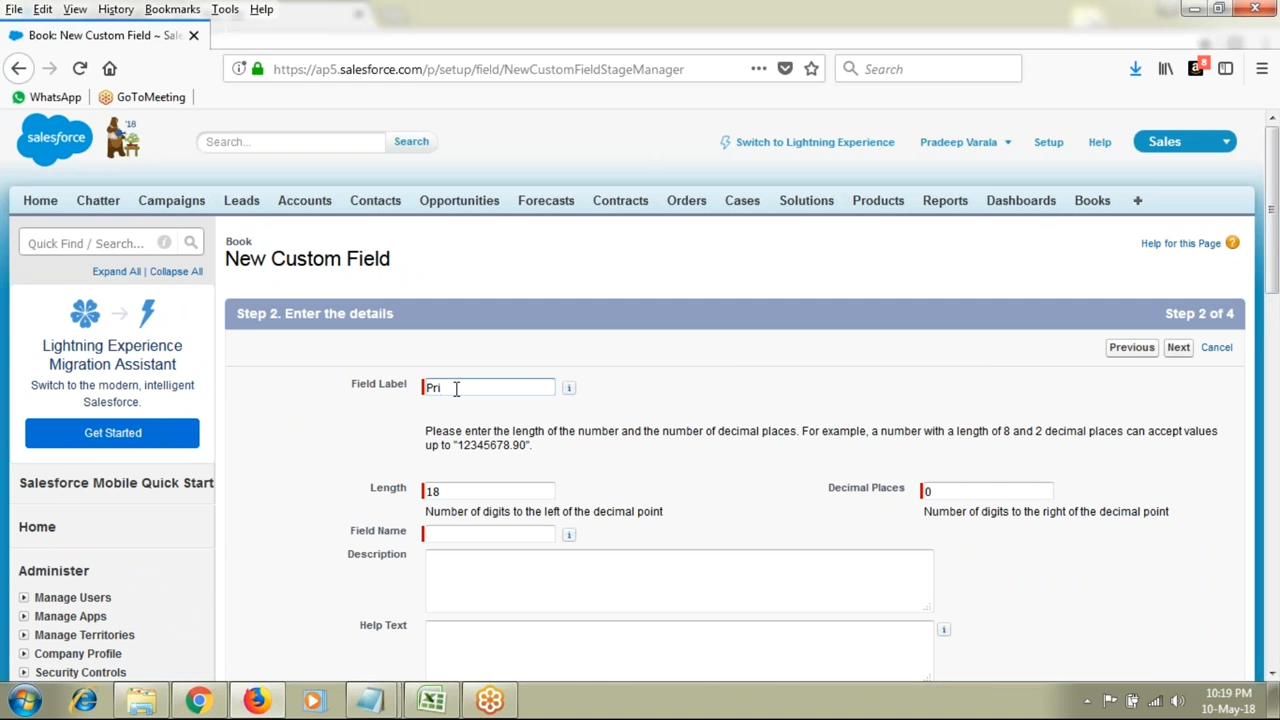 File Edit View History Bookmarks Tools Help
Book: New Custom Field ~ Sale
https://ap5.salesforce.com/p/setup/field/NewCustomFieldStageManager
Search
8
WhatsApp GoToMeeting
salesforce
'18
Search... Search
Switch to Lightning Experience Pradeep Varala Setup Help Sales
Home Chatter Campaigns Leads Accounts Contacts Opportunities Forecasts Contracts Orders Cases Solutions Products Reports Dashboards Books +
Quick Find / Search...
Expand All | Collapse All
Lightning Experience
Migration Assistant
Switch to the modern, intelligent
Salesforce.
Get Started
Salesforce Mobile Quick Start
Home
Administer
Manage Users
Manage Apps
Manage Territories
Company Profile
Security Controls
Book
New Custom Field
Help for this Page
Step 2. Enter the details Step 2 of 4
Previous Next Cancel
Field Label Pri
Please enter the length of the number and the number of decimal places. For example, a number with a length of 8 and 2 decimal places can accept values
up to "12345678.90".
Length 18 Decimal Places 0
Number of digits to the left of the decimal point Number of digits to the right of the decimal point
Field Name
Description
Help Text
10:19 PM
10-May-18